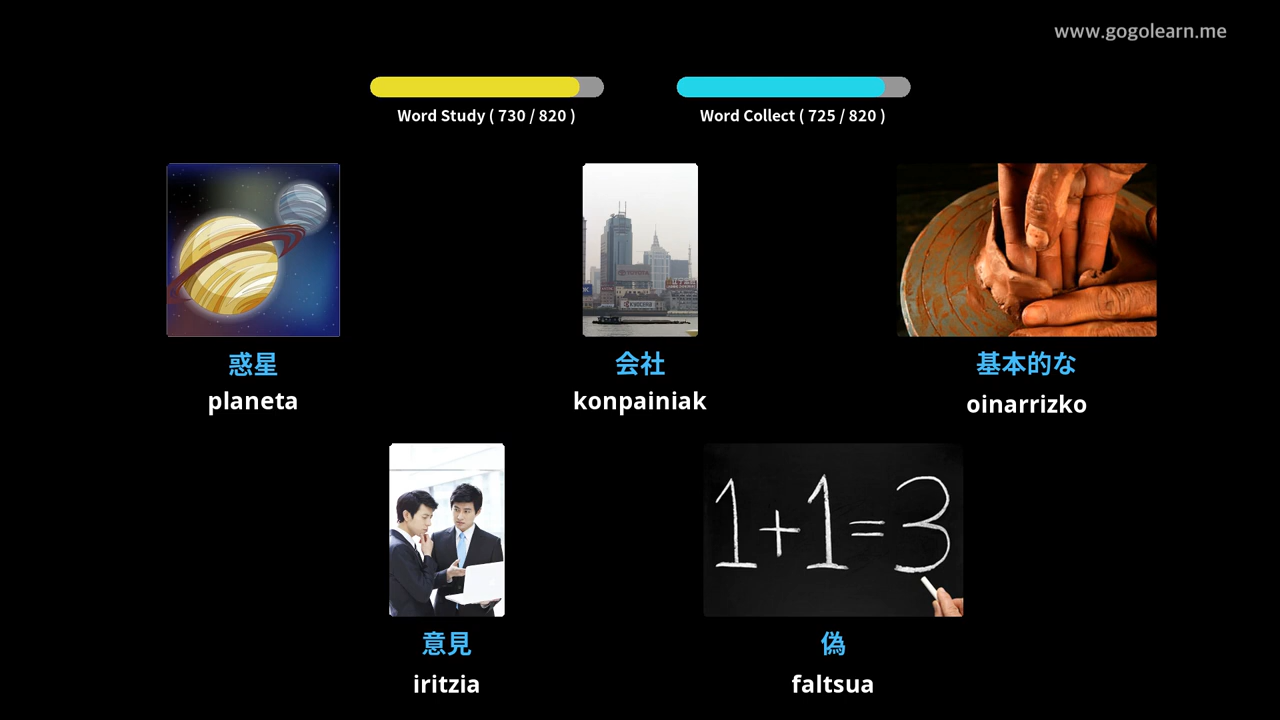 www.gogolearn.me
Word Study ( 730 / 820 )
Word Collect ( 725 / 820 )
惑星
planeta
会社
konpainiak
基本的な
oinarrizko
1+1=3
意見
iritzia
偽
faltsua